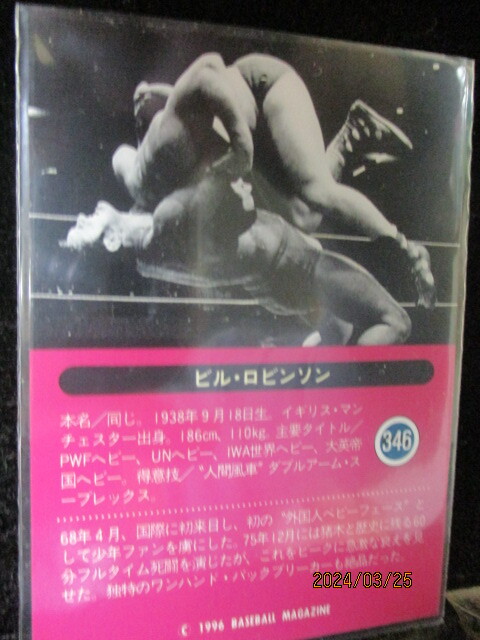 ビル・ロビンソン
本名／同じ。1938年9月18日生。イギリス・マン
チェスター出身。186cm、110kg。主要タイトル／
PWFヘビー、UNヘビー、IWA世界ヘビー、大英帝
国ヘビー。得意技／“人間風車”ダブルアーム・ス
ープレックス。
346
68年4月、国際に初来日し、初の“外国人ベビーフェース”と
して少年ファンを虜にした。75年12月には猪木と歴史に残る60
分フルタイム死闘を演じたが、これをピークに急激な衰えを見
せた。独特のワンハンド・バックブリーカーも絶品だった。
2024/03/25
© 1996 BASEBALL MAGAZINE